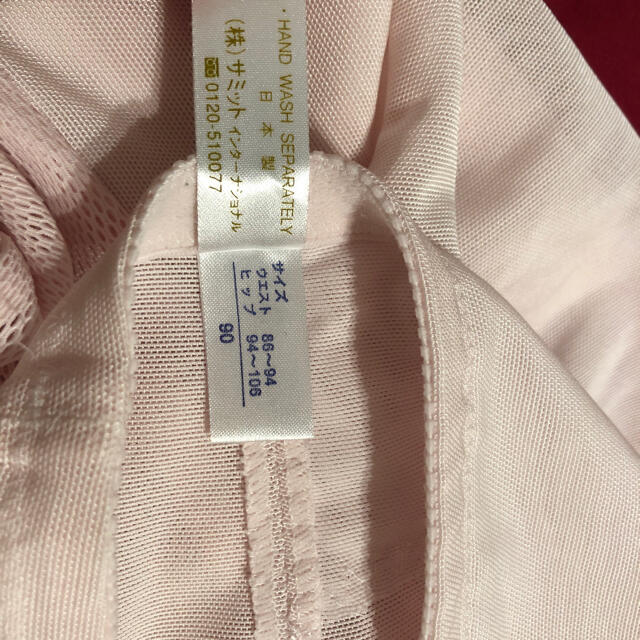 ・HAND WASH SEPARATELY
日本製
(株)サミットインターナショナル
0120-510077
サイズ
ウエスト 86～94
ヒップ 94～106
90